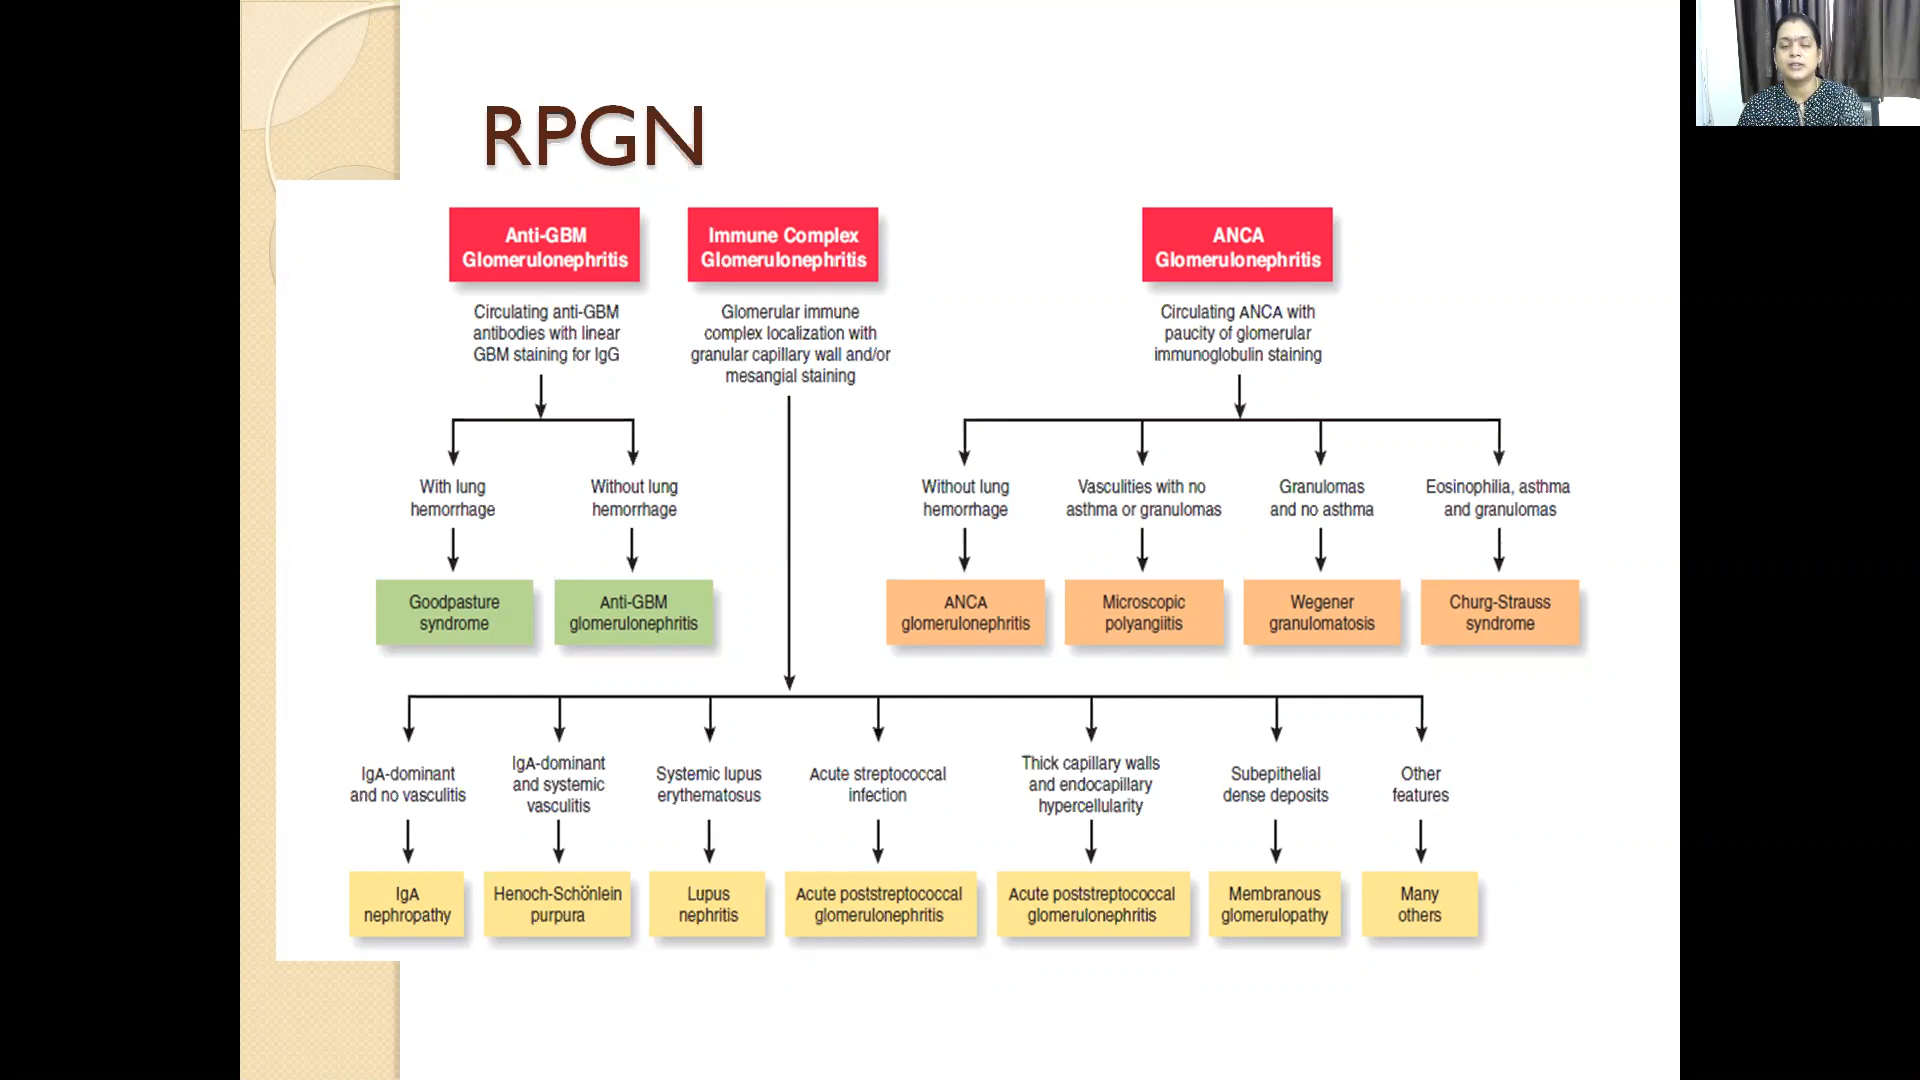 RPGN
Anti-GBM
Glomerulonephritis
Immune Complex
Glomerulonephritis
ANCA
Glomerulonephritis
Circulating anti-GBM
antibodies with linear
GBM staining for IgG
Glomerular immune
complex localization with
granular capillary wall and/or
mesangial staining
Circulating ANCA with
paucity of glomerular
immunoglobulin staining
With lung
hemorrhage
Without lung
hemorrhage
Without lung
hemorrhage
Vasculities with no
asthma or granulomas
Granulomas
and no asthma
Eosinophilia, asthma
and granulomas
Goodpasture
syndrome
Anti-GBM
glomerulonephritis
ANCA
glomerulonephritis
Microscopic
polyangiitis
Wegener
granulomatosis
Churg-Strauss
syndrome
IgA-dominant
and no vasculitis
IgA-dominant
and systemic
vasculitis
Systemic lupus
erythematosus
Acute streptococcal
infection
Thick capillary walls
and endocapillary
hypercellularity
Subepithelial
dense deposits
Other
features
IgA
nephropathy
Henoch-Schönlein
purpura
Lupus
nephritis
Acute poststreptococcal
glomerulonephritis
Acute poststreptococcal
glomerulonephritis
Membranous
glomerulopathy
Many
others